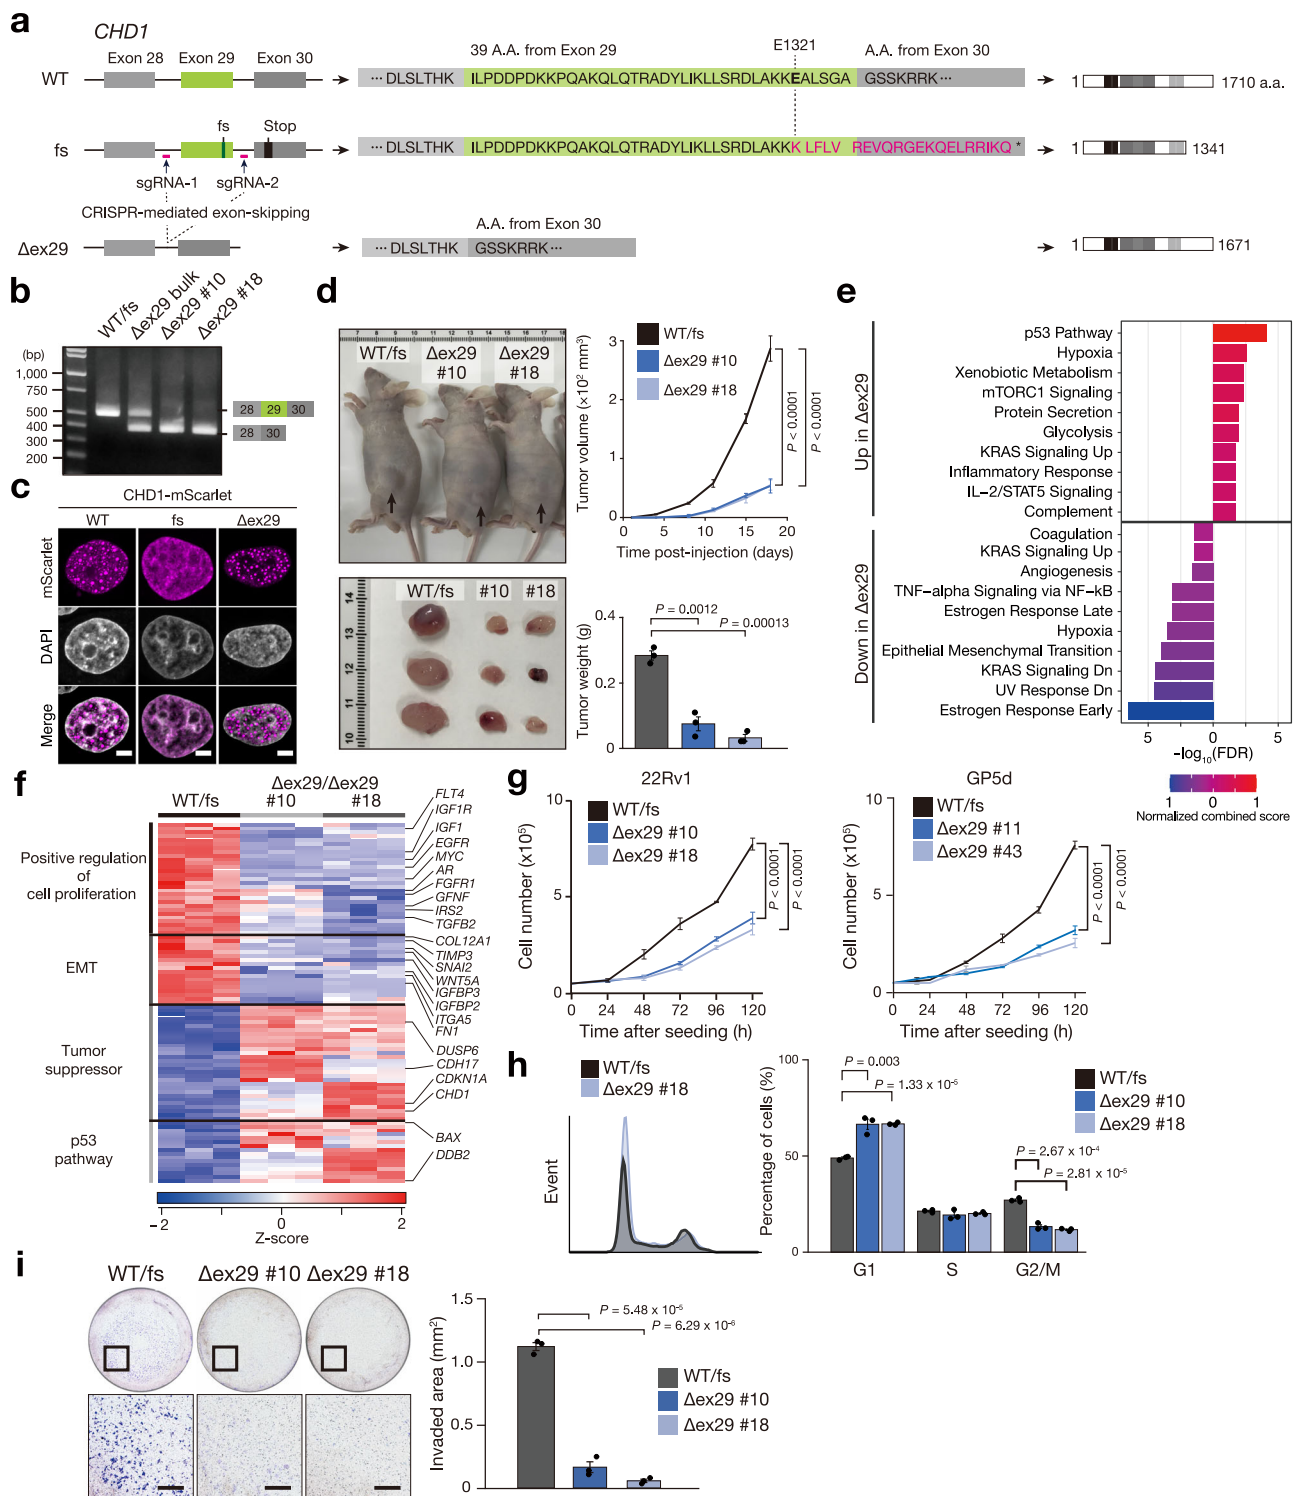 a
CHD1
Exon 28 Exon 29 Exon 30
39 A.A. from Exon 29 E1321 A.A. from Exon 30
WT ··· DLSLTHK ILPDDPDKKPQAKQLQTRADYLIKLLSRDLAKKEALSGA GSSKRRK ··· 1 1710 a.a.
fs Stop
fs ··· DLSLTHK ILPDDPDKKPQAKQLQTRADYLIKLLSRDLAKKK LFLV REVQRGEKQELRRIKQ * 1 1341
sgRNA-1 sgRNA-2
CRISPR-mediated exon-skipping
A.A. from Exon 30
Δex29 ··· DLSLTHK GSSKRRK ··· 1 1671
b
WT/fs
Δex29 bulk
Δex29 #10
Δex29 #18
(bp)
1,000
750
500
400
300
200
28 29 30
28 30
c
CHD1-mScarlet
WT fs Δex29
mScarlet
DAPI
Merge
d
7 8 9 10 11 12 13 14 15 16 17 18
WT/fs Δex29 #10 Δex29 #18
WT/fs
Δex29 #10
Δex29 #18
Tumor volume (×10² mm³)
3
2
1
0
0 5 10 15 20
Time post-injection (days)
P < 0.0001
P < 0.0001
WT/fs #10 #18
14
13
12
11
10
Tumor weight (g)
0.4
0.2
0
P = 0.0012
P = 0.00013
e
Up in Δex29
p53 Pathway
Hypoxia
Xenobiotic Metabolism
mTORC1 Signaling
Protein Secretion
Glycolysis
KRAS Signaling Up
Inflammatory Response
IL−2/STAT5 Signaling
Complement
Down in Δex29
Coagulation
KRAS Signaling Up
Angiogenesis
TNF−alpha Signaling via NF−kB
Estrogen Response Late
Hypoxia
Epithelial Mesenchymal Transition
KRAS Signaling Dn
UV Response Dn
Estrogen Response Early
5 0 5
−log₁₀(FDR)
1 0 1
Normalized combined score
f
Δex29/Δex29
WT/fs #10 #18
Positive regulation
of
cell proliferation
EMT
Tumor
suppressor
p53
pathway
FLT4
IGF1R
IGF1
EGFR
MYC
AR
FGFR1
GFNF
IRS2
TGFB2
COL12A1
TIMP3
SNAI2
WNT5A
IGFBP3
IGFBP2
ITGA5
FN1
DUSP6
CDH17
CDKN1A
CHD1
BAX
DDB2
−2 0 2
Z-score
g
22Rv1
WT/fs
Δex29 #10
Δex29 #18
Cell number (x10⁵)
10
5
0
0 24 48 72 96 120
Time after seeding (h)
P < 0.0001
P < 0.0001
GP5d
WT/fs
Δex29 #11
Δex29 #43
Cell number (x10⁵)
10
5
0
0 24 48 72 96 120
Time after seeding (h)
P < 0.0001
P < 0.0001
h
WT/fs
Δex29 #18
Event
Percentage of cells (%)
100
50
0
P = 0.003
P = 1.33 x 10⁻⁵
WT/fs
Δex29 #10
Δex29 #18
P = 2.67 x 10⁻⁴
P = 2.81 x 10⁻⁵
G1 S G2/M
i
WT/fs Δex29 #10 Δex29 #18
Invaded area (mm²)
1.5
1.0
0.5
0
P = 5.48 x 10⁻⁵
P = 6.29 x 10⁻⁶
WT/fs
Δex29 #10
Δex29 #18